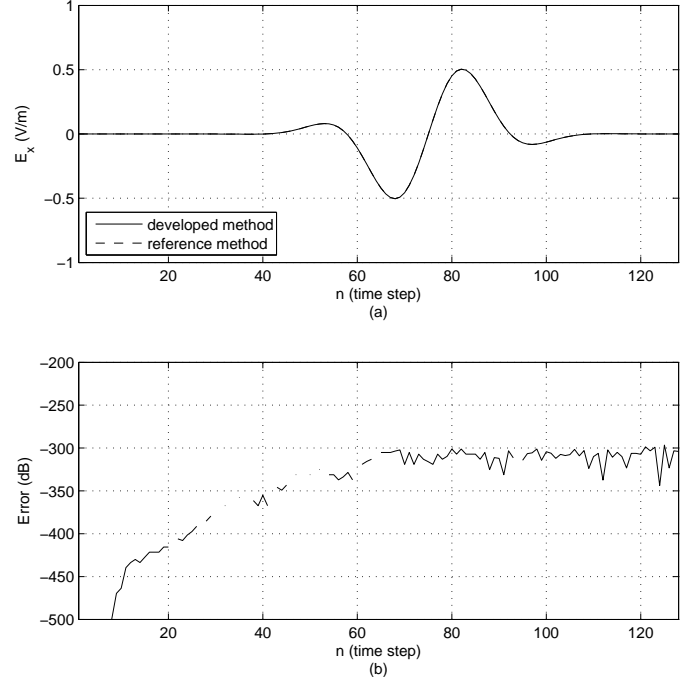 1
0.5
0
−0.5
−1
E_x (V/m)
developed method
reference method
20 40 60 80 100 120
n (time step)
(a)
−200
−250
−300
−350
−400
−450
−500
Error (dB)
20 40 60 80 100 120
n (time step)
(b)